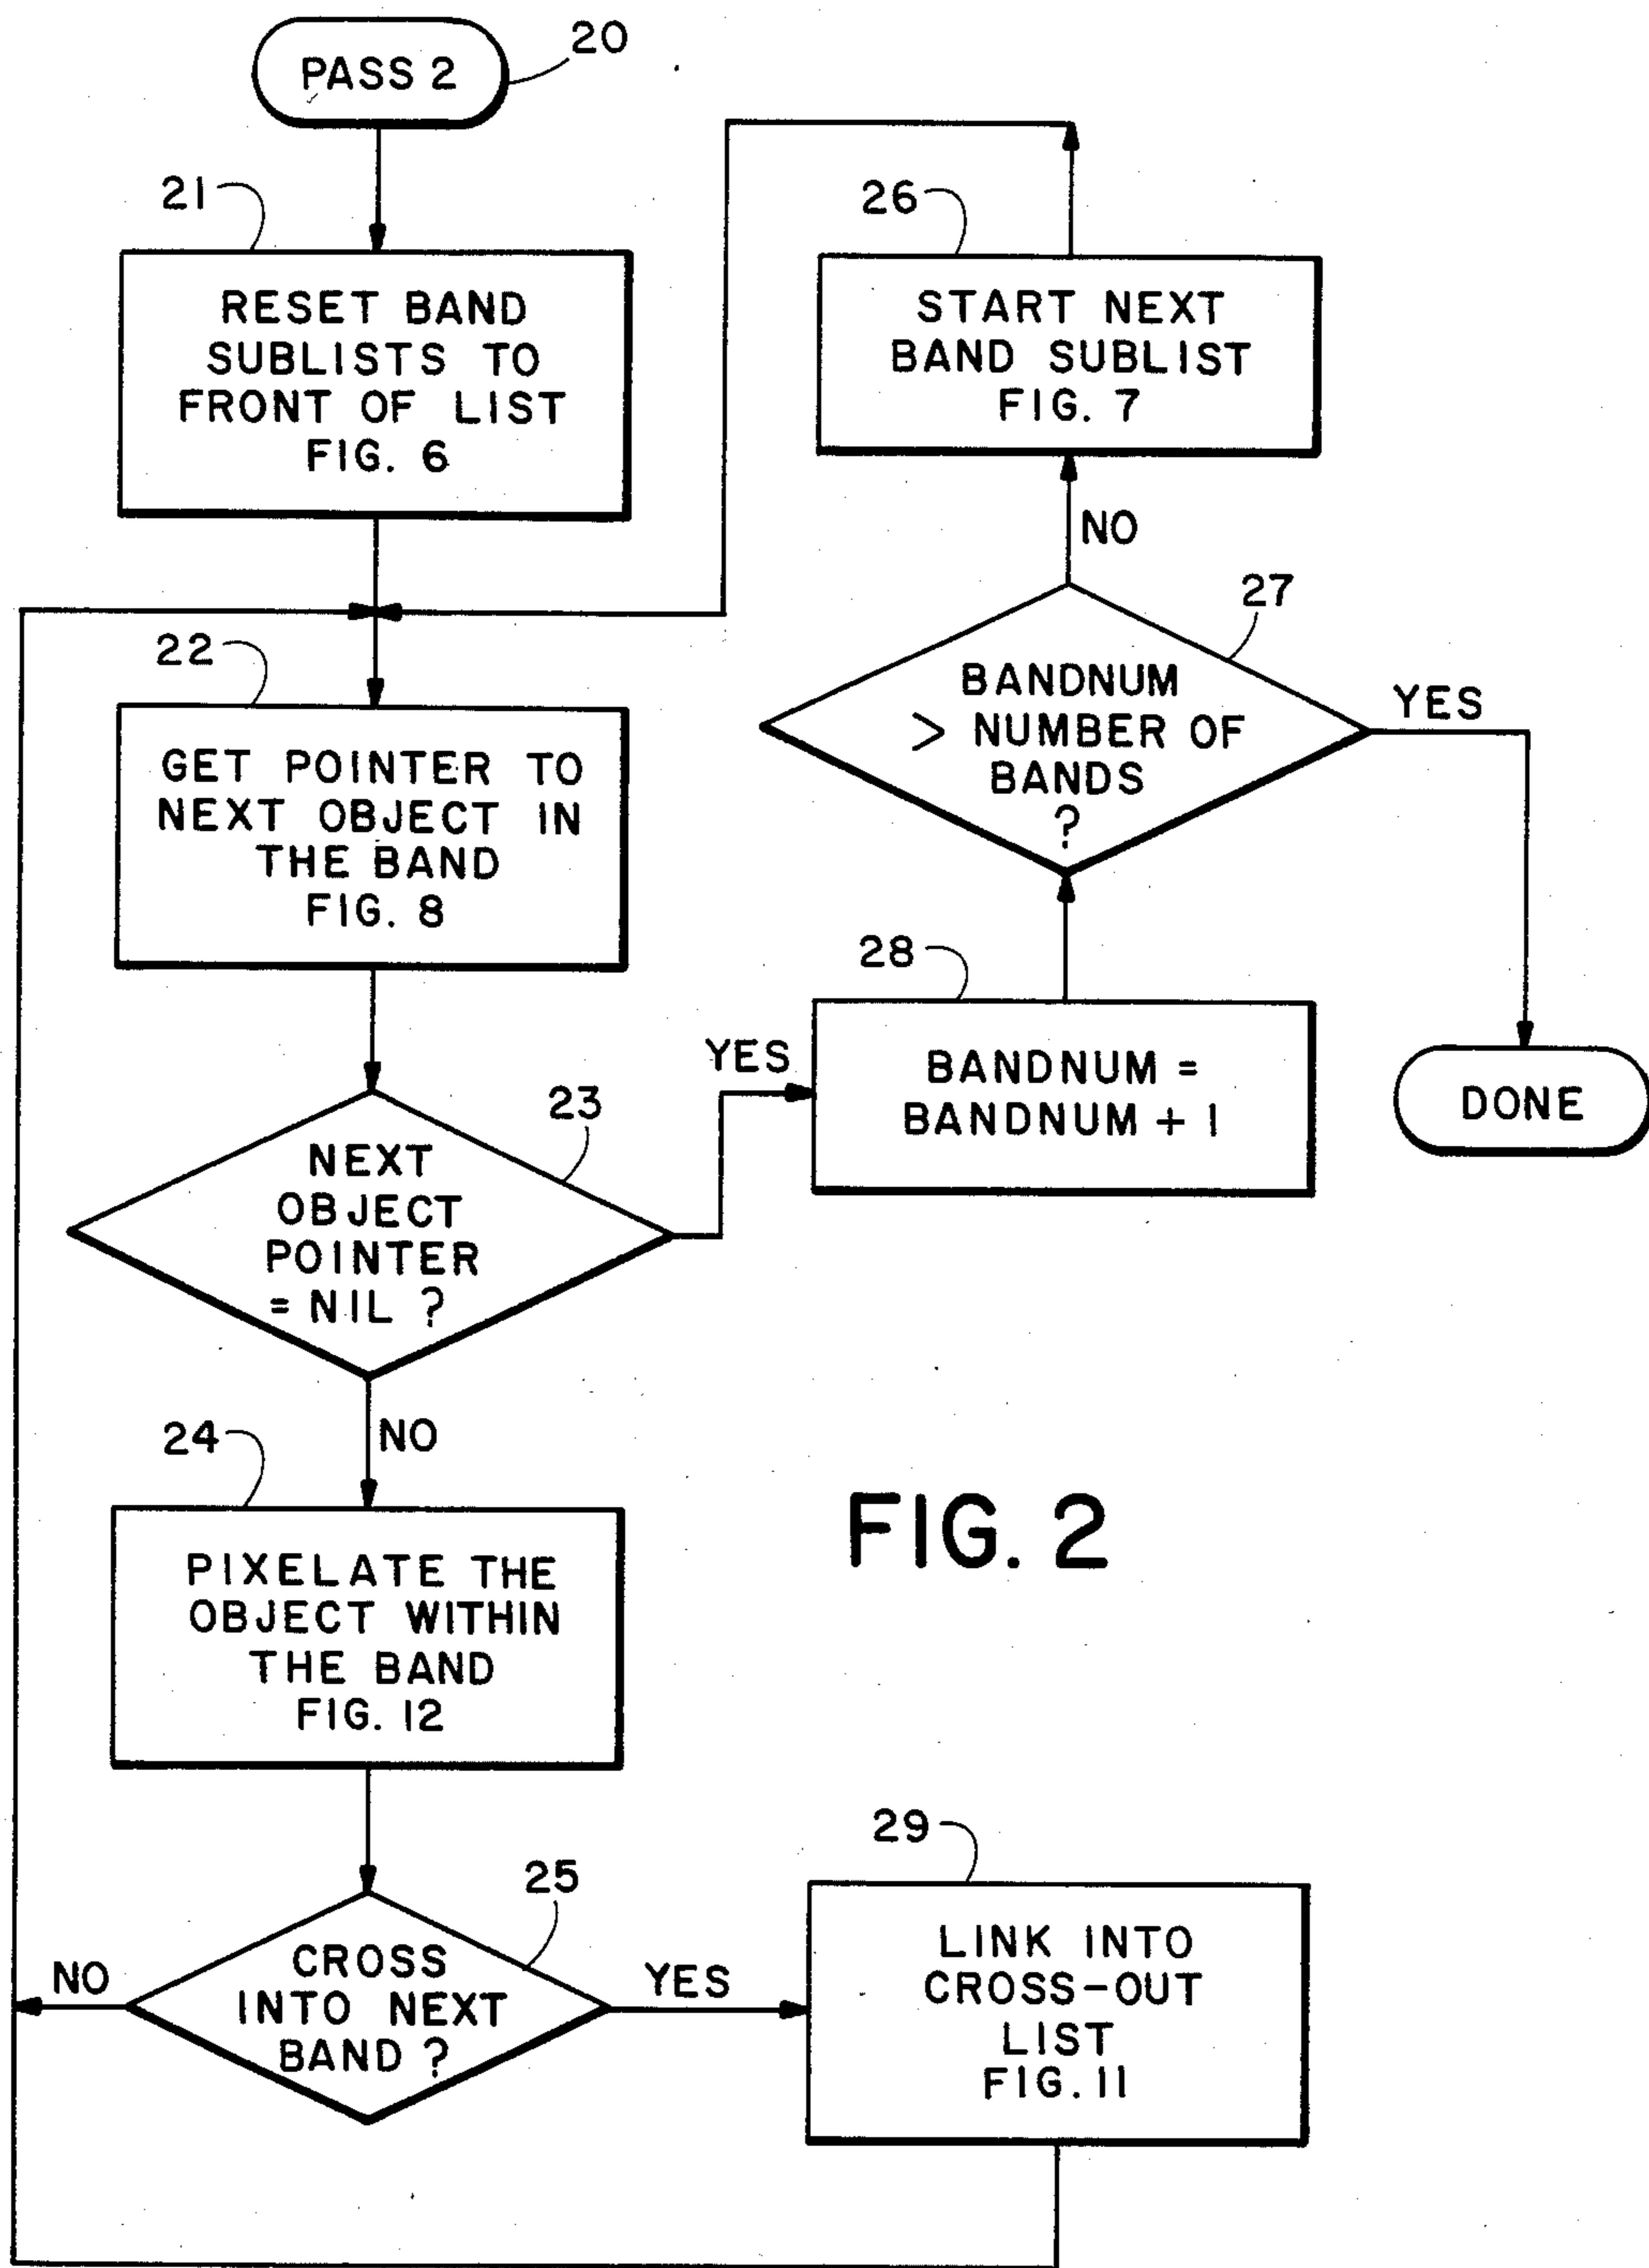 PASS 2
20
21
RESET BAND
SUBLISTS TO
FRONT OF LIST
FIG. 6
22
GET POINTER TO
NEXT OBJECT IN
THE BAND
FIG. 8
23
NEXT
OBJECT
POINTER
= NIL ?
YES
NO
24
PIXELATE THE
OBJECT WITHIN
THE BAND
FIG. 12
25
CROSS
INTO NEXT
BAND ?
NO
YES
26
START NEXT
BAND SUBLIST
FIG. 7
NO
27
BANDNUM
> NUMBER OF
BANDS
?
YES
28
BANDNUM =
BANDNUM + 1
DONE
FIG. 2
29
LINK INTO
CROSS-OUT
LIST
FIG. 11